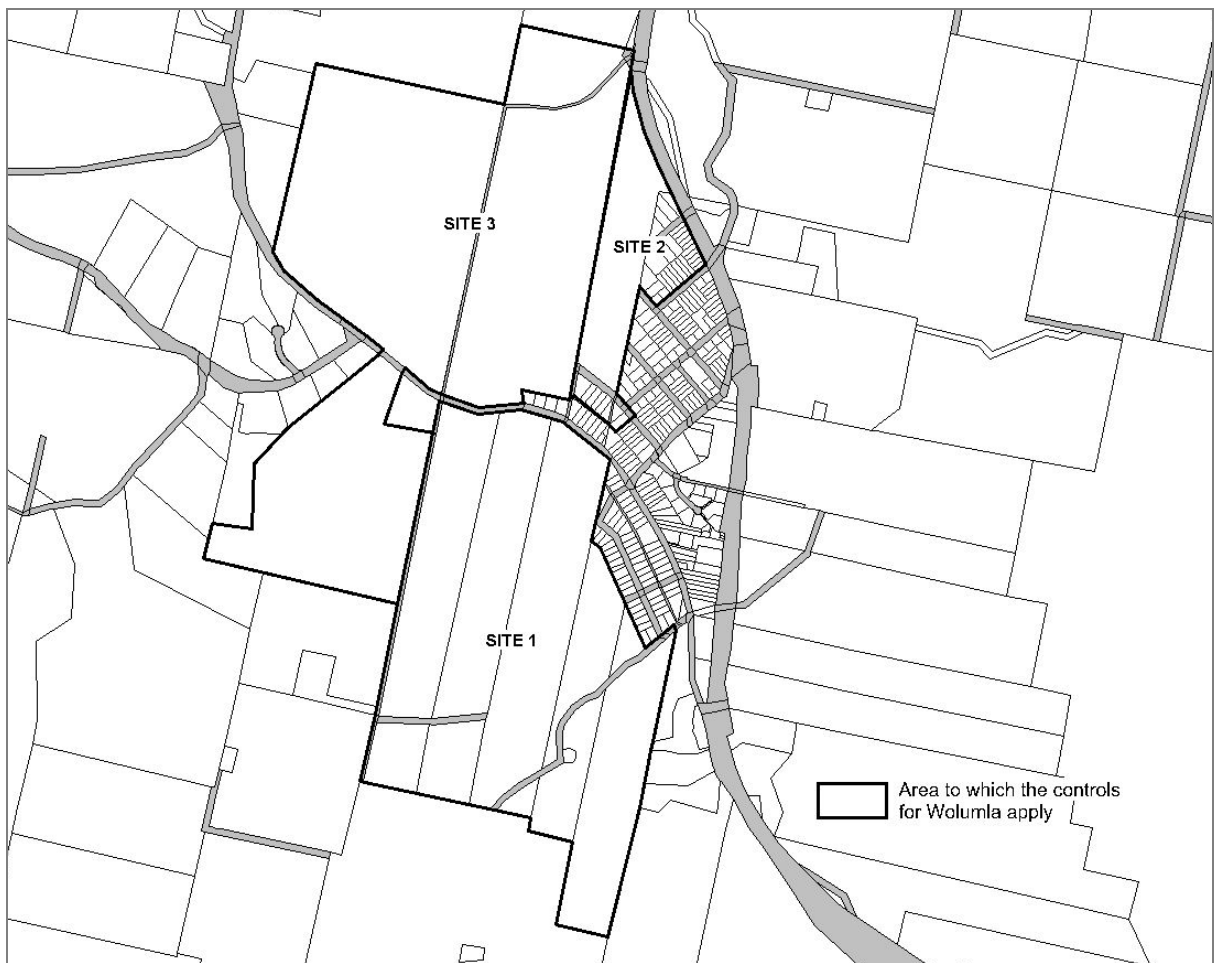 SITE 3
SITE 2
SITE 1
Area to which the controls
for Wolumla apply